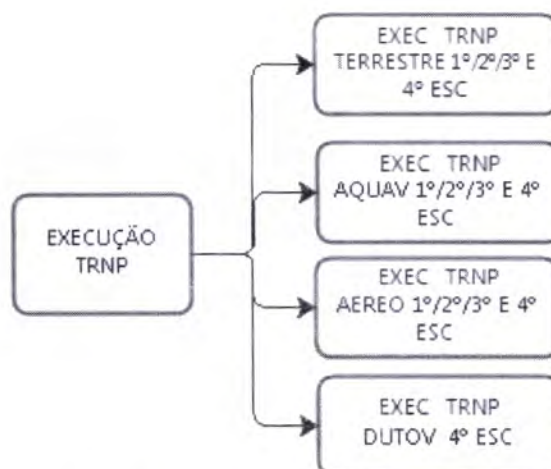 EXECUÇÃO
TRNP
EXEC TRNP
TERRESTRE 1º/2º/3º E
4º ESC
EXEC TRNP
AQUAV 1º/2º/3º E 4º
ESC
EXEC TRNP
AEREO 1º/2º/3º E 4º
ESC
EXEC TRNP
DUTOV 4º ESC